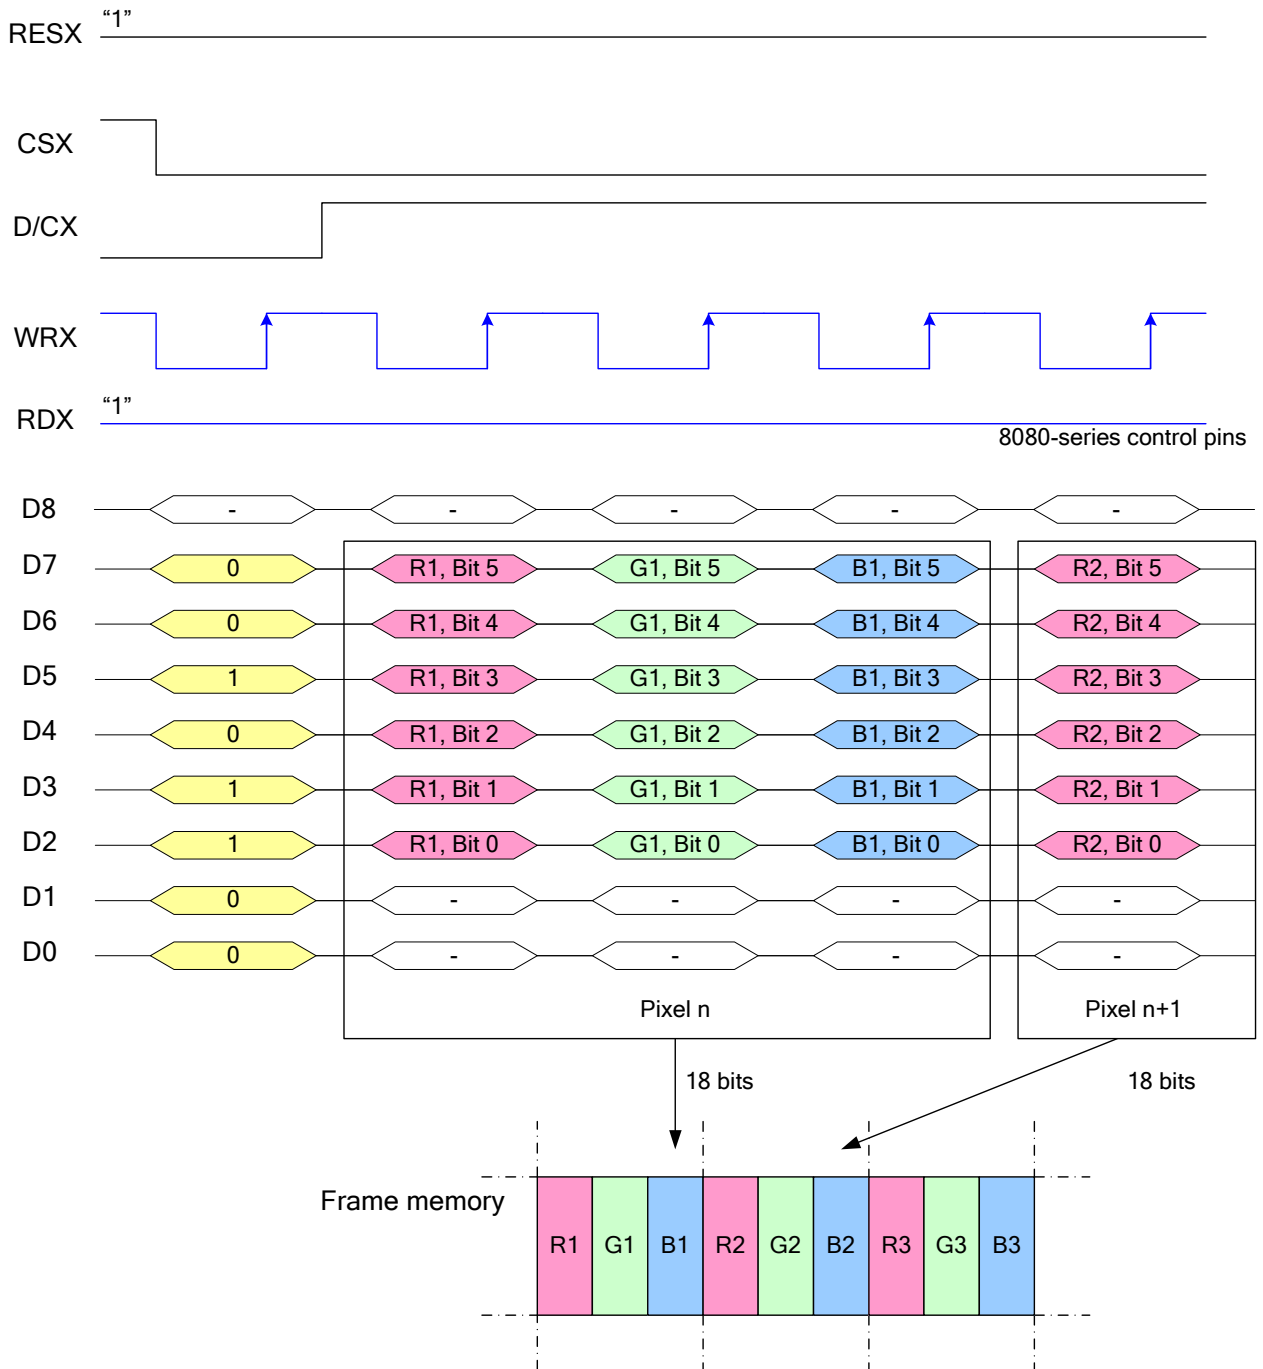 RESX “1”
CSX
D/CX
WRX
RDX “1”
8080-series control pins
D8 - - - - -
D7 0 R1, Bit 5 G1, Bit 5 B1, Bit 5 R2, Bit 5
D6 0 R1, Bit 4 G1, Bit 4 B1, Bit 4 R2, Bit 4
D5 1 R1, Bit 3 G1, Bit 3 B1, Bit 3 R2, Bit 3
D4 0 R1, Bit 2 G1, Bit 2 B1, Bit 2 R2, Bit 2
D3 1 R1, Bit 1 G1, Bit 1 B1, Bit 1 R2, Bit 1
D2 1 R1, Bit 0 G1, Bit 0 B1, Bit 0 R2, Bit 0
D1 0 - - - -
D0 0 - - - -
Pixel n Pixel n+1
18 bits 18 bits
Frame memory
R1 G1 B1 R2 G2 B2 R3 G3 B3